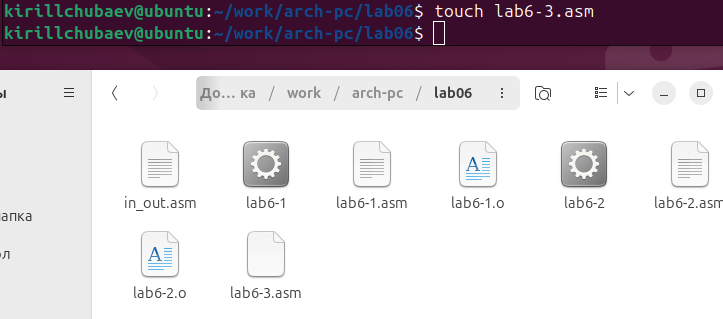 kirillchubaev@ubuntu:~/work/arch-pc/lab06$ touch lab6-3.asm
kirillchubaev@ubuntu:~/work/arch-pc/lab06$
ы
До… ка / work / arch-pc / lab06
in_out.asm lab6-1 lab6-1.asm lab6-1.o lab6-2 lab6-2.asm
апка
ол
lab6-2.o lab6-3.asm